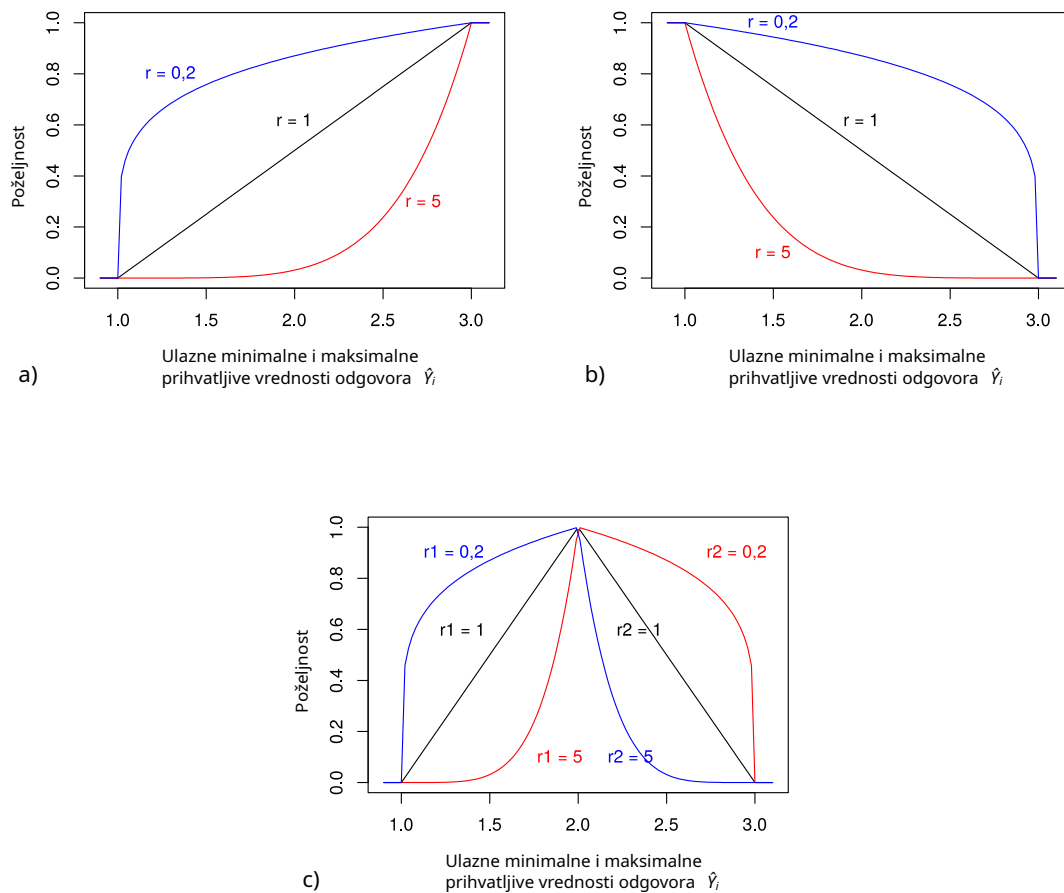 1.0
0.8
0.6
0.4
0.2
0.0
Poželjnost
r = 0,2
r = 1
r = 5
1.0 1.5 2.0 2.5 3.0
Ulazne minimalne i maksimalne
prihvatljive vrednosti odgovora Ŷi
a)
1.0
0.8
0.6
0.4
0.2
0.0
Poželjnost
r = 0,2
r = 1
r = 5
1.0 1.5 2.0 2.5 3.0
Ulazne minimalne i maksimalne
prihvatljive vrednosti odgovora Ŷi
b)
1.0
0.8
0.6
0.4
0.2
0.0
Poželjnost
r1 = 0,2 r2 = 0,2
r1 = 1 r2 = 1
r1 = 5 r2 = 5
1.0 1.5 2.0 2.5 3.0
Ulazne minimalne i maksimalne
prihvatljive vrednosti odgovora Ŷi
c)